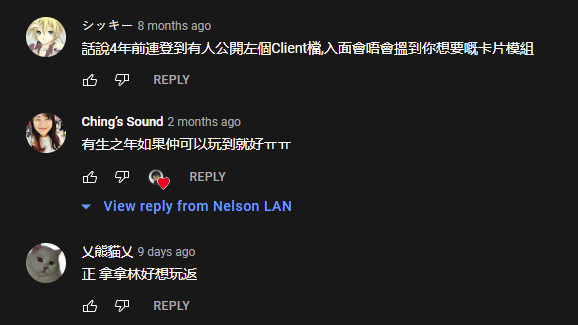 シッキー 8 months ago
話說4年前連登到有人公開左個Client檔,入面會唔會搵到你想要嘅卡片模組
REPLY
Ching's Sound 2 months ago
有生之年如果仲可以玩到就好ㅠㅠ
REPLY
View reply from Nelson LAN
乂熊貓乂 9 days ago
正 拿拿林好想玩返
REPLY